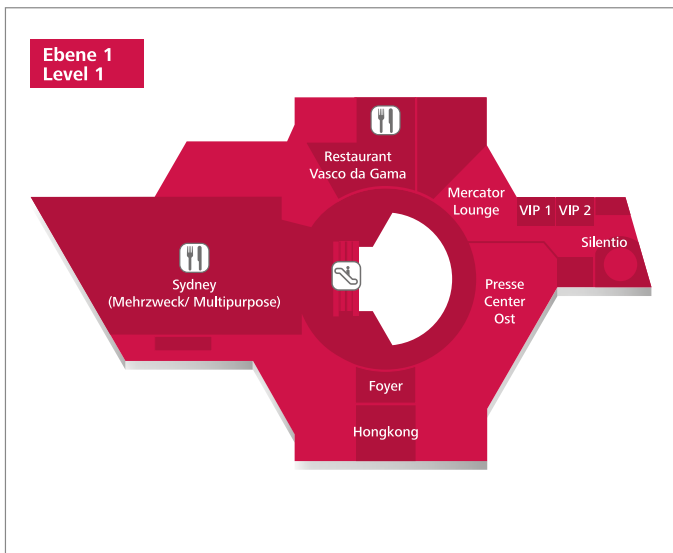 Ebene 1
Level 1
Restaurant
Vasco da Gama
Mercator
Lounge
VIP 1
VIP 2
Silentio
Sydney
(Mehrzweck/ Multipurpose)
Presse
Center
Ost
Foyer
Hongkong